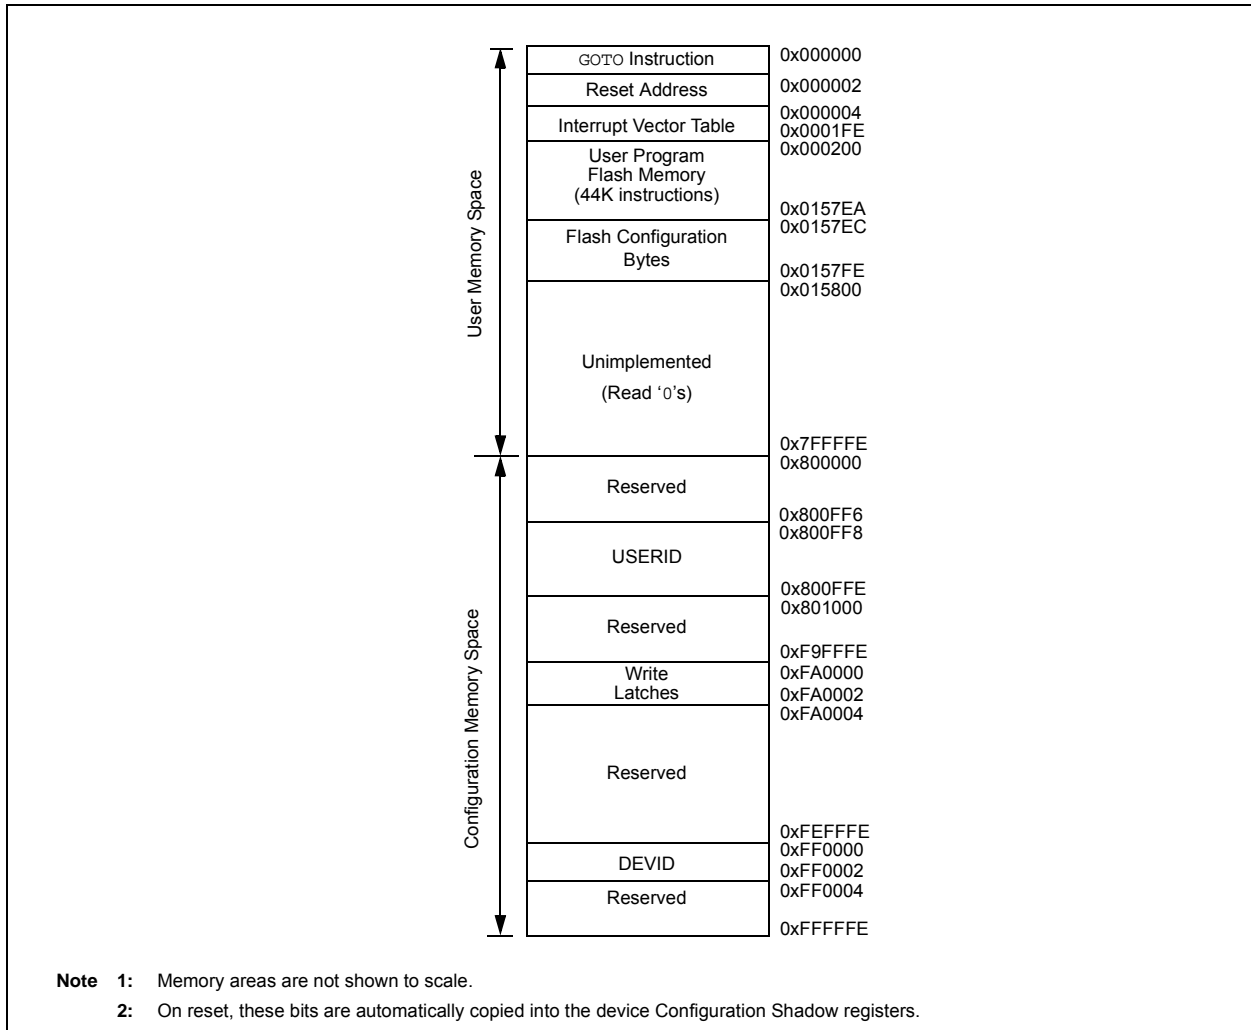 GOTO Instruction
0x000000
Reset Address
0x000002
Interrupt Vector Table
0x000004
0x0001FE
User Program
Flash Memory
(44K instructions)
0x000200
0x0157EA
Flash Configuration
Bytes
0x0157EC
0x0157FE
Unimplemented
(Read ‘0’s)
0x015800
0x7FFFFE
User Memory Space
Reserved
0x800000
0x800FF6
USERID
0x800FF8
0x800FFE
Reserved
0x801000
0xF9FFFE
Write
Latches
0xFA0000
0xFA0002
Reserved
0xFA0004
0xFEFFFE
DEVID
0xFF0000
0xFF0002
Reserved
0xFF0004
0xFFFFFE
Configuration Memory Space
Note 1: Memory areas are not shown to scale.
2: On reset, these bits are automatically copied into the device Configuration Shadow registers.